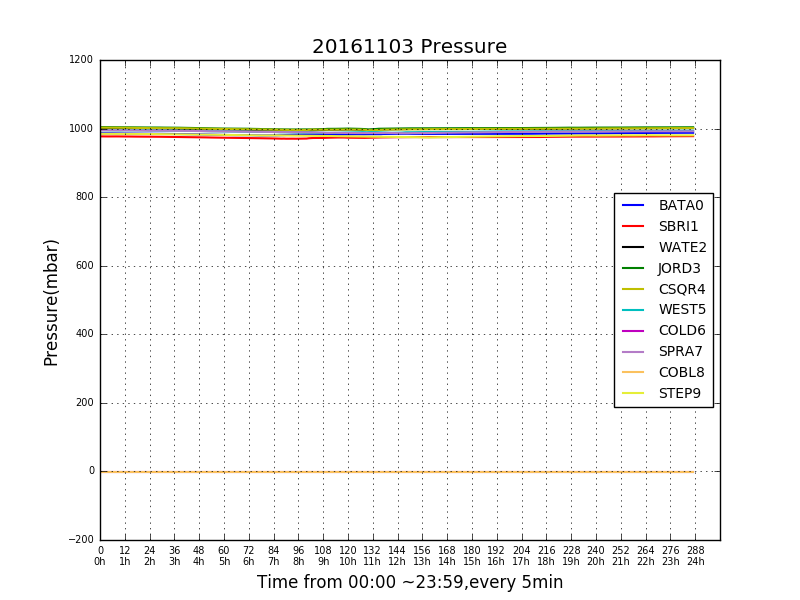 20161103 Pressure
1200
1000
800
600
400
200
0
−200
Pressure(mbar)
BATA0
SBRI1
WATE2
JORD3
CSQR4
WEST5
COLD6
SPRA7
COBL8
STEP9
0 12 24 36 48 60 72 84 96 108 120 132 144 156 168 180 192 204 216 228 240 252 264 276 288
0h 1h 2h 3h 4h 5h 6h 7h 8h 9h 10h 11h 12h 13h 14h 15h 16h 17h 18h 19h 20h 21h 22h 23h 24h
Time from 00:00 ~23:59,every 5min